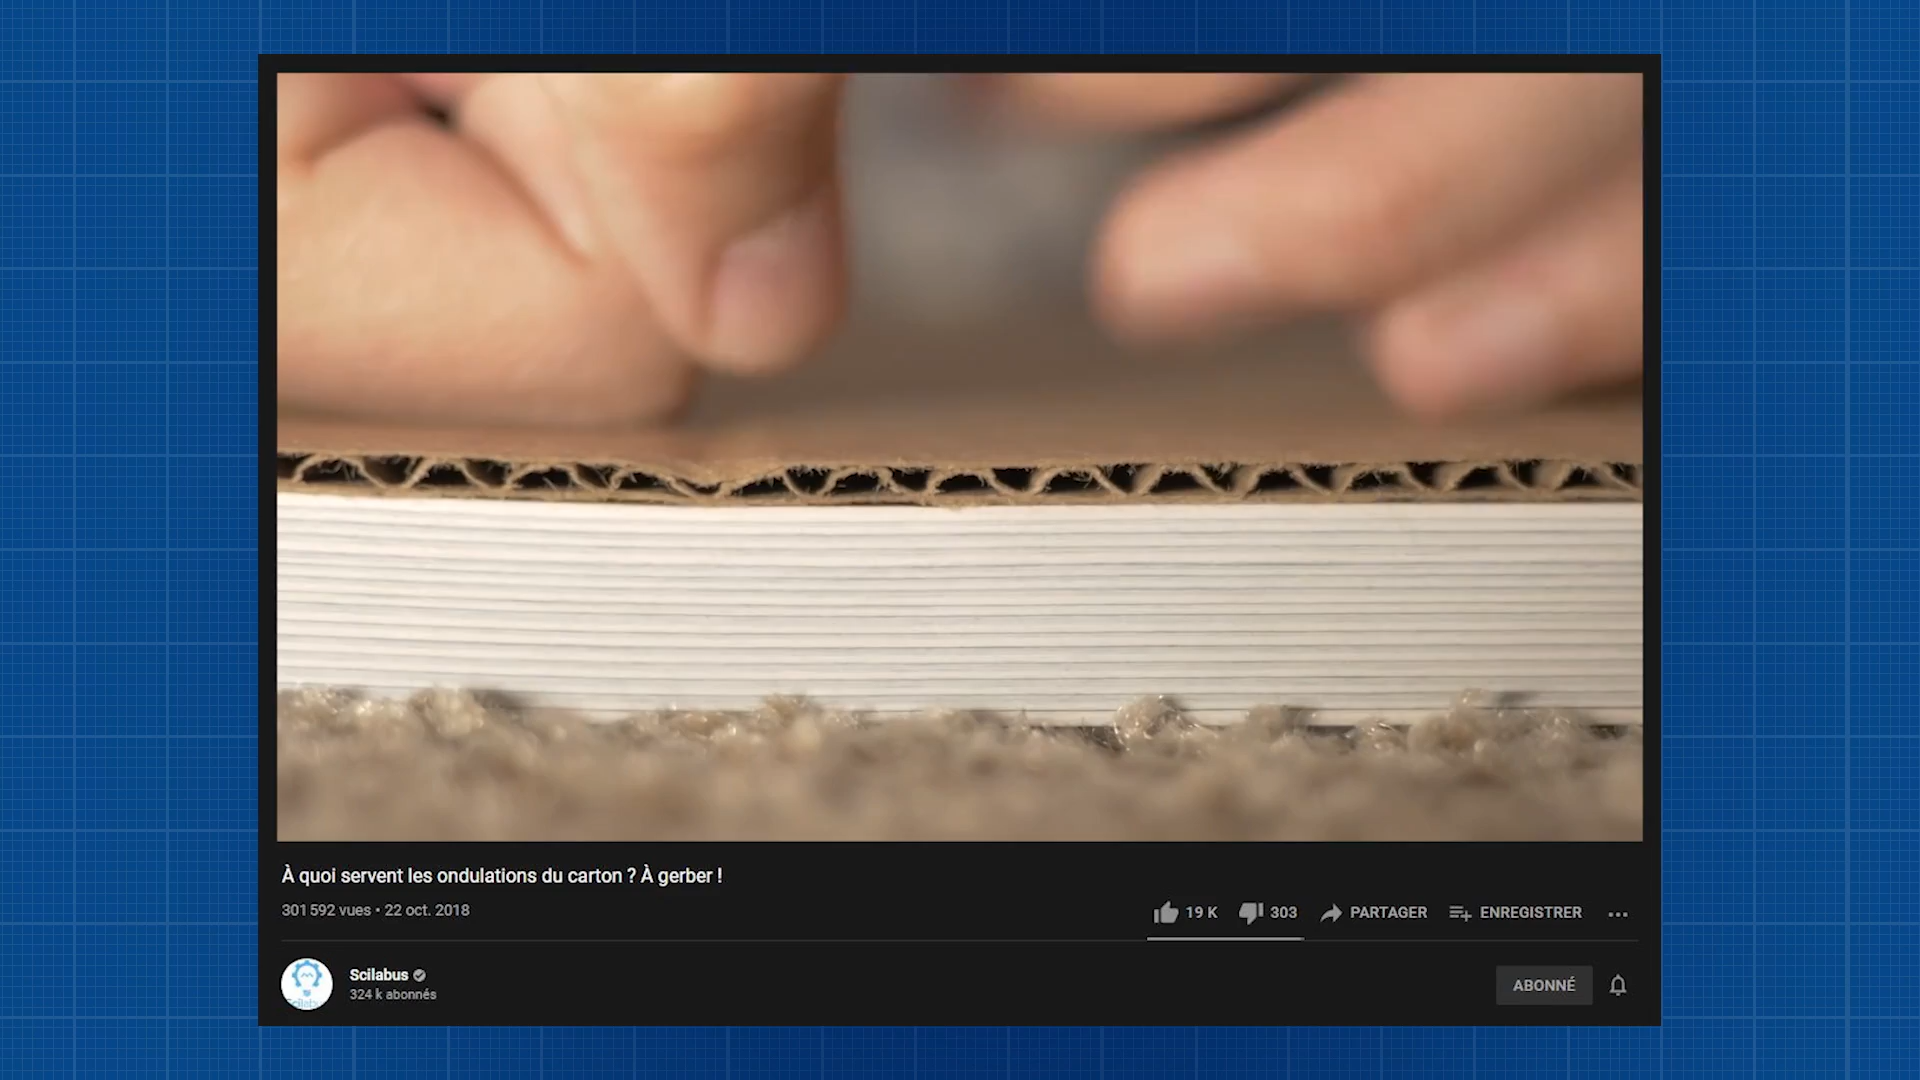 À quoi servent les ondulations du carton ? À gerber !
301 592 vues • 22 oct. 2018
19 K 303 PARTAGER ENREGISTRER
Scilabus
324 k abonnés
ABONNÉ